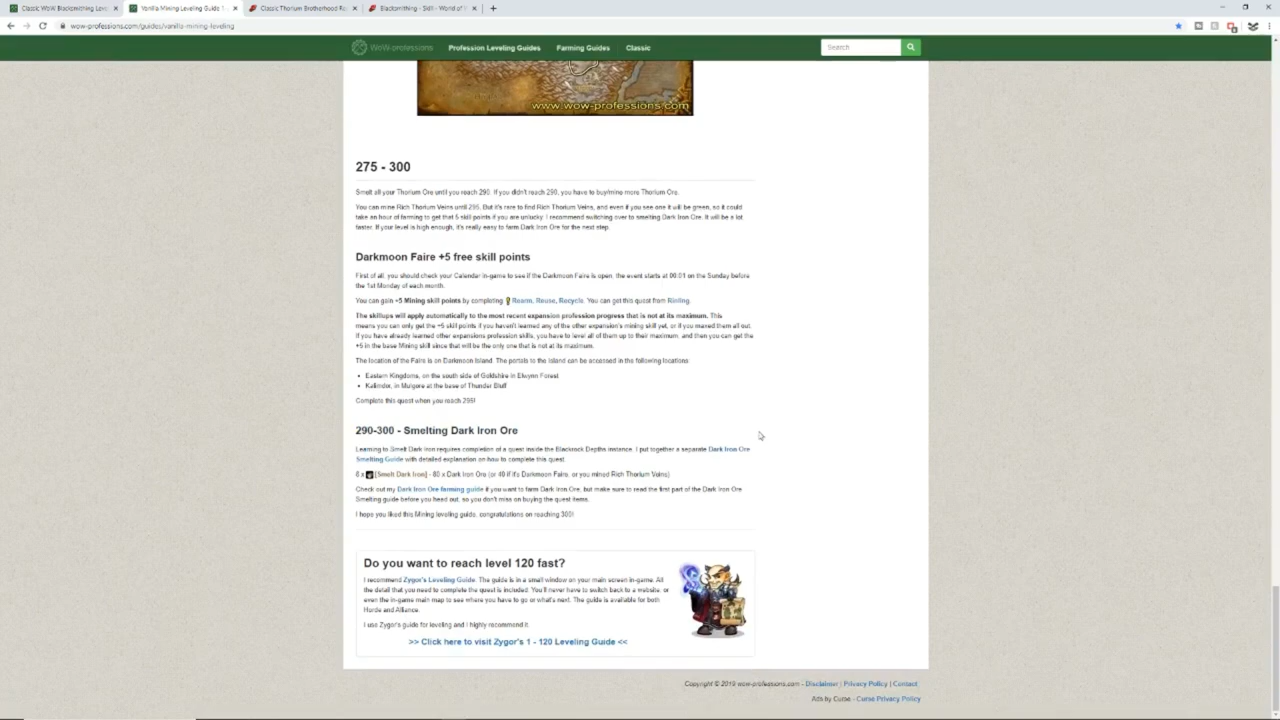 Classic WoW Blacksmithing Leve
Vanilla Mining Leveling Guide 1-
Classic Thorium Brotherhood Re
Blacksmithing - Skill - World of
wow-professions.com/guides/vanilla-mining-leveling
WoW-professions
Profession Leveling Guides
Farming Guides
Classic
Search
www.wow-professions.com
275 - 300
Smelt all your Thorium Ore until you reach 290. If you didn't reach 290, you have to buy/mine more Thorium Ore.
You can mine Rich Thorium Veins until 295. But it's rare to find Rich Thorium Veins, and even if you see one it will be green, so it could
take an hour of farming to get that 5 skill points if you are unlucky. I recommend switching over to smelting Dark Iron Ore. It will be a lot
faster. If your level is high enough, it's really easy to farm Dark Iron Ore for the next step.
Darkmoon Faire +5 free skill points
First of all, you should check your Calendar in-game to see if the Darkmoon Faire is open, the event starts at 00:01 on the Sunday before
the 1st Monday of each month.
You can gain +5 Mining skill points by completing Rearm, Reuse, Recycle. You can get this quest from Rinling.
The skillups will apply automatically to the most recent expansion profession progress that is not at its maximum. This
means you can only get the +5 skill points if you haven't learned any of the other expansion's mining skill yet, or if you maxed them all out.
If you have already learned other expansions profession skills, you have to level all of them up to their maximum, and then you can get the
+5 in the base Mining skill since that will be the only one that is not at its maximum.
The location of the Faire is on Darkmoon Island. The portals to the island can be accessed in the following locations:
• Eastern Kingdoms, on the south side of Goldshire in Elwynn Forest
• Kalimdor, in Mulgore at the base of Thunder Bluff
Complete this quest when you reach 295!
290-300 - Smelting Dark Iron Ore
Learning to Smelt Dark Iron requires completion of a quest inside the Blackrock Depths instance. I put together a separate Dark Iron Ore
Smelting Guide with detailed explanation on how to complete this quest.
8 x [Smelt Dark Iron] - 80 x Dark Iron Ore (or 40 if it's Darkmoon Faire, or you mined Rich Thorium Veins)
Check out my Dark Iron Ore farming guide if you want to farm Dark Iron Ore, but make sure to read the first part of the Dark Iron Ore
Smelting guide before you head out, so you don't miss on buying the quest items.
I hope you liked this Mining leveling guide, congratulations on reaching 300!
Do you want to reach level 120 fast?
I recommend Zygor's Leveling Guide. The guide is in a small window on your main screen in-game. All
the detail that you need to complete the quest is included. You'll never have to switch back to a website, or
even the in-game main map to see where you have to go or what's next. The guide is available for both
Horde and Alliance.
I use Zygor's guide for leveling and I highly recommend it.
>> Click here to visit Zygor's 1 - 120 Leveling Guide <<
Copyright © 2019 wow-professions.com - Disclaimer | Privacy Policy | Contact
Ads by Curse - Curse Privacy Policy